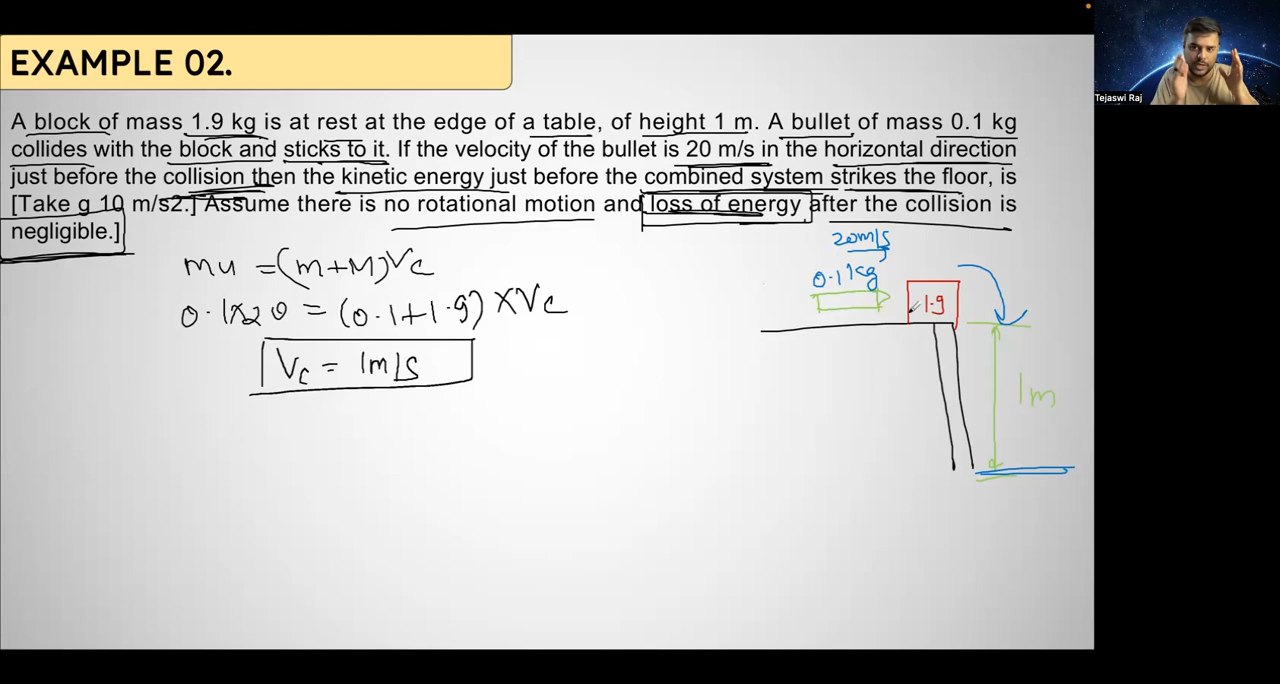 EXAMPLE 02.
A block of mass 1.9 kg is at rest at the edge of a table, of height 1 m. A bullet of mass 0.1 kg
collides with the block and sticks to it. If the velocity of the bullet is 20 m/s in the horizontal direction
just before the collision then the kinetic energy just before the combined system strikes the floor, is
[Take g 10 m/s2.] Assume there is no rotational motion and loss of energy after the collision is
negligible.]
mu = (m+M)Vc
0.1x20 = (0.1+1.9) x Vc
Vc = 1m/s
20m/s
0.1kg
1.9
1m
Tejaswi Raj